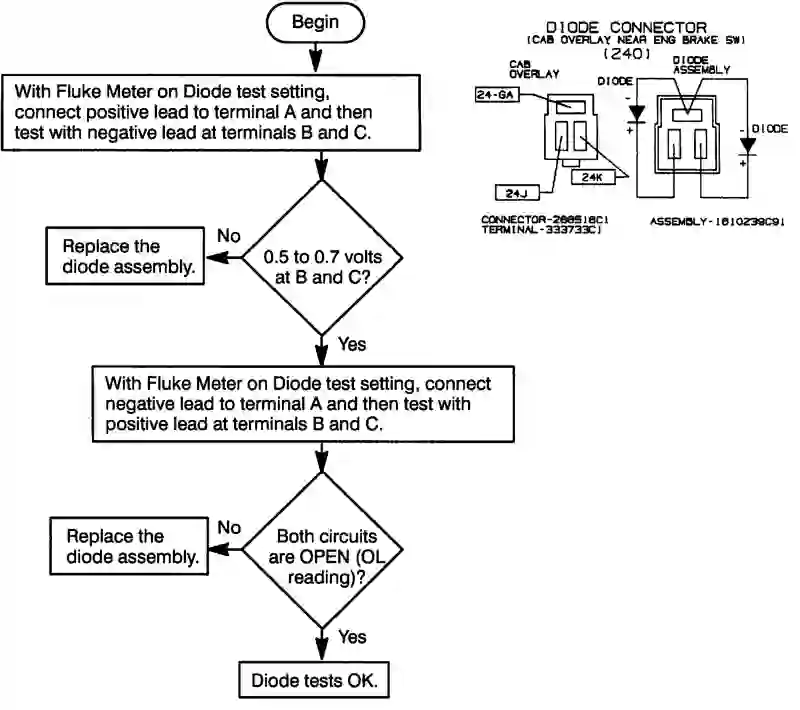 Begin
With Fluke Meter on Diode test setting,
connect positive lead to terminal A and then
test with negative lead at terminals B and C.
No
Replace the
diode assembly.
0.5 to 0.7 volts
at B and C?
Yes
With Fluke Meter on Diode test setting, connect
negative lead to terminal A and then test with
positive lead at terminals B and C.
No
Replace the
diode assembly.
Both circuits
are OPEN (OL
reading)?
Yes
Diode tests OK.
DIODE CONNECTOR
(CAB OVERLAY NEAR ENG BRAKE SW)
(240)
CAB
OVERLAY
DIODE
DIODE
ASSEMBLY
24-GA
-
+
-
DIODE
+
24K
24J
CONNECTOR-288516C1
TERMINAL-333733C1
ASSEMBLY-1610239C91